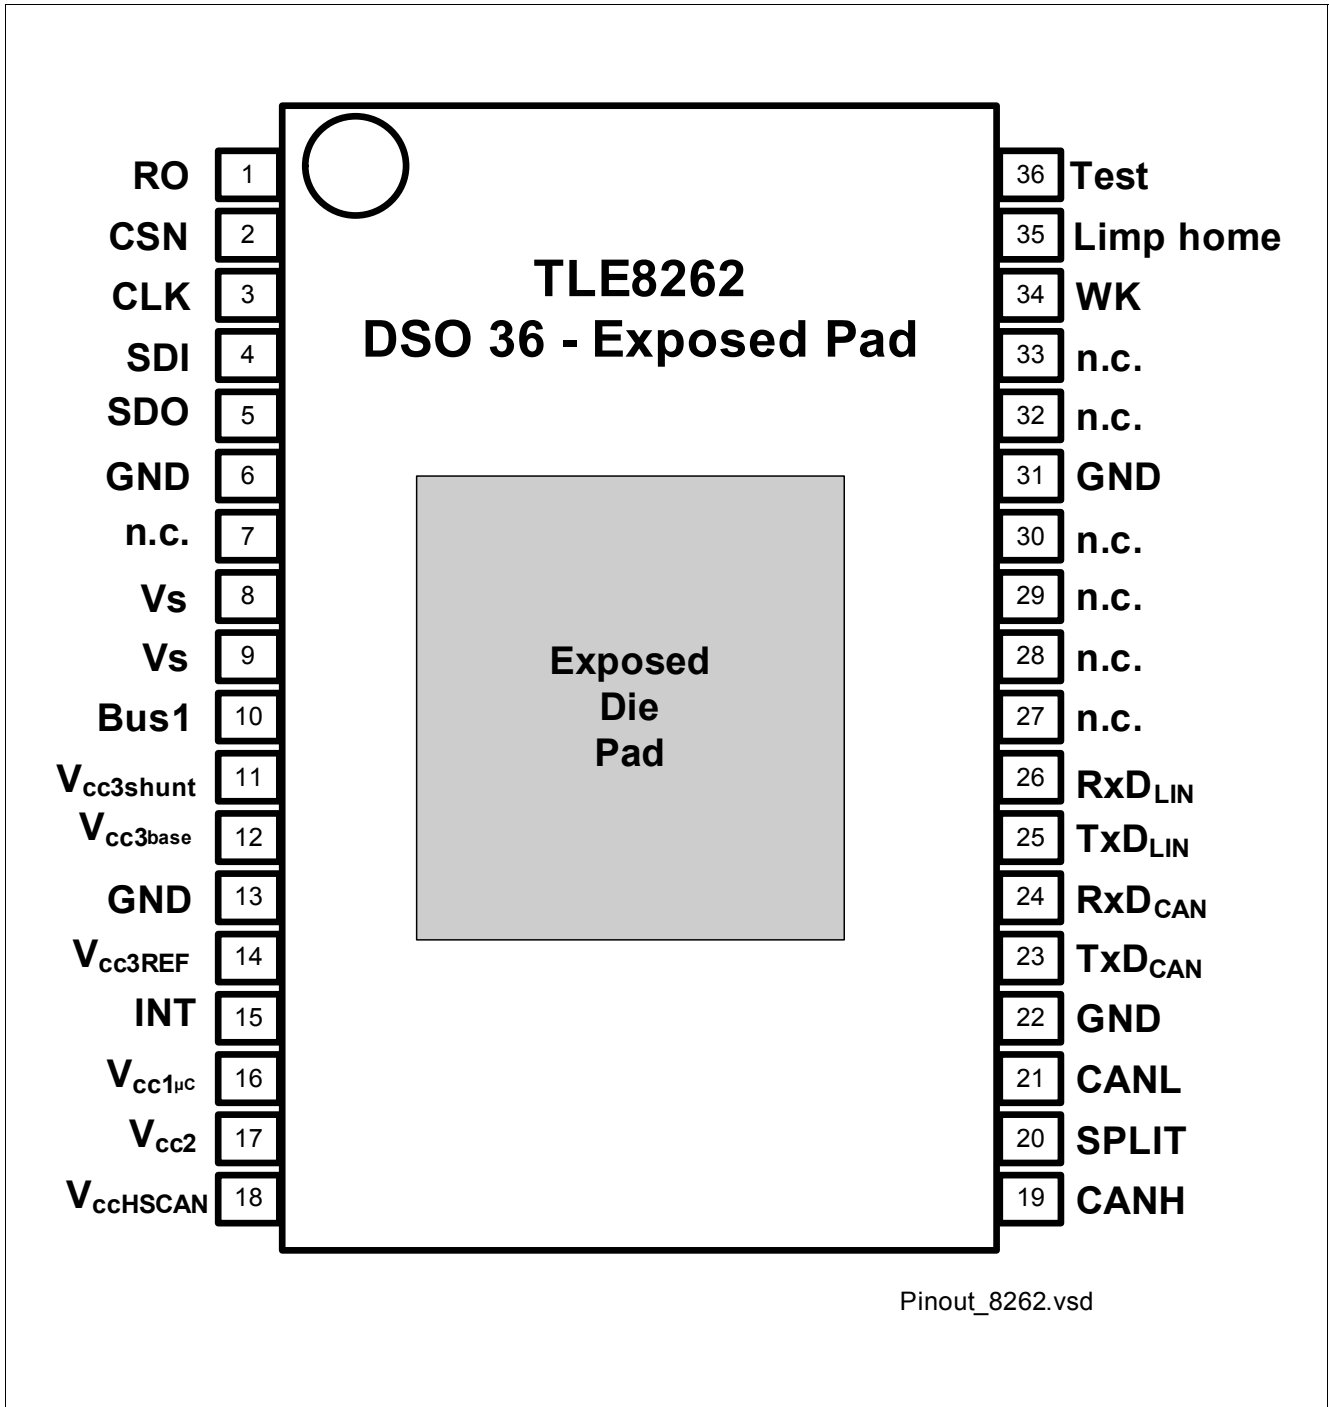 RO 1
CSN 2
CLK 3
SDI 4
SDO 5
GND 6
n.c. 7
Vs 8
Vs 9
Bus1 10
Vcc3shunt 11
Vcc3base 12
GND 13
Vcc3REF 14
INT 15
Vcc1µC 16
Vcc2 17
VccHSCAN 18
TLE8262
DSO 36 - Exposed Pad
Exposed
Die
Pad
36 Test
35 Limp home
34 WK
33 n.c.
32 n.c.
31 GND
30 n.c.
29 n.c.
28 n.c.
27 n.c.
26 RxDLIN
25 TxDLIN
24 RxDCAN
23 TxDCAN
22 GND
21 CANL
20 SPLIT
19 CANH
Pinout_8262.vsd